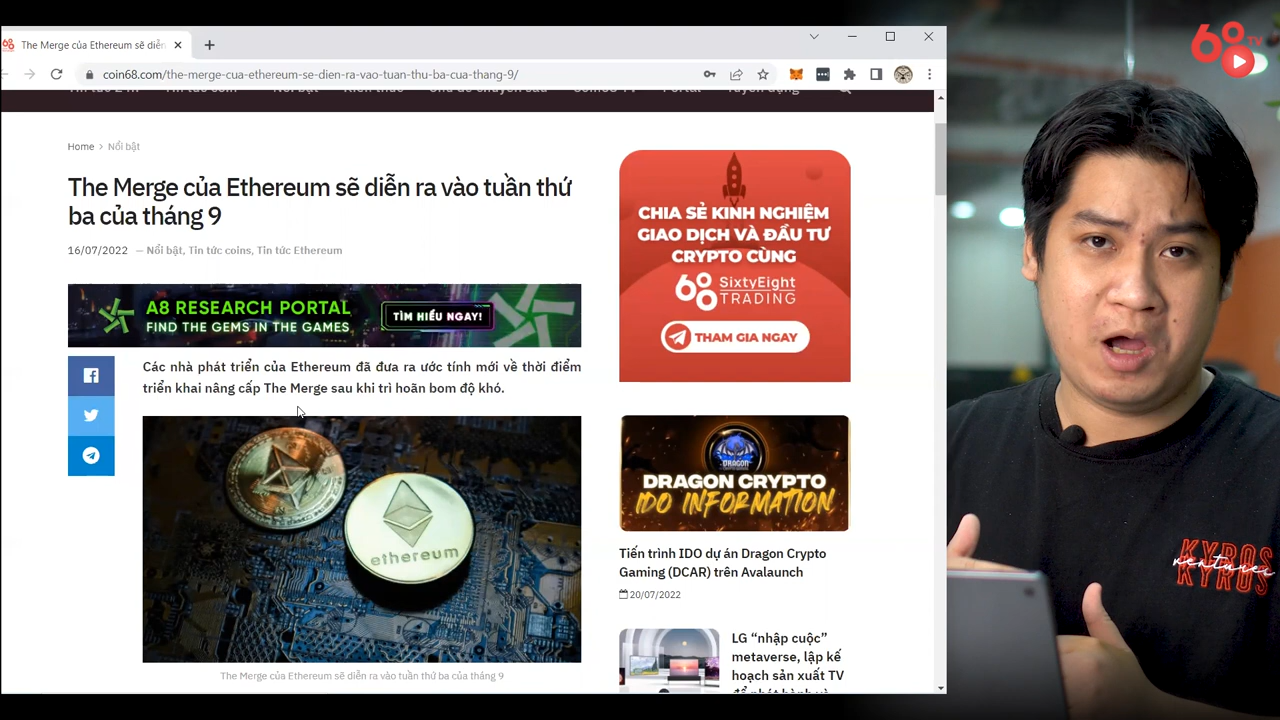 The Merge của Ethereum sẽ diễn
coin68.com/the-merge-cua-ethereum-se-dien-ra-vao-tuan-thu-ba-cua-thang-9/
68 TV
Home > Nổi bật
The Merge của Ethereum sẽ diễn ra vào tuần thứ
ba của tháng 9
16/07/2022 — Nổi bật, Tin tức coins, Tin tức Ethereum
A8 RESEARCH PORTAL
FIND THE GEMS IN THE GAMES
TÌM HIỂU NGAY!
Các nhà phát triển của Ethereum đã đưa ra ước tính mới về thời điểm
triển khai nâng cấp The Merge sau khi trì hoãn bom độ khó.
ethereum
The Merge của Ethereum sẽ diễn ra vào tuần thứ ba của tháng 9
CHIA SẺ KINH NGHIỆM
GIAO DỊCH VÀ ĐẦU TƯ
CRYPTO CÙNG
68 SixtyEight
TRADING
THAM GIA NGAY
DRAGON
DRAGON CRYPTO
IDO INFORMATION
Tiến trình IDO dự án Dragon Crypto
Gaming (DCAR) trên Avalaunch
20/07/2022
LG “nhập cuộc”
metaverse, lập kế
hoạch sản xuất TV
KYROS
ventures
KYROS